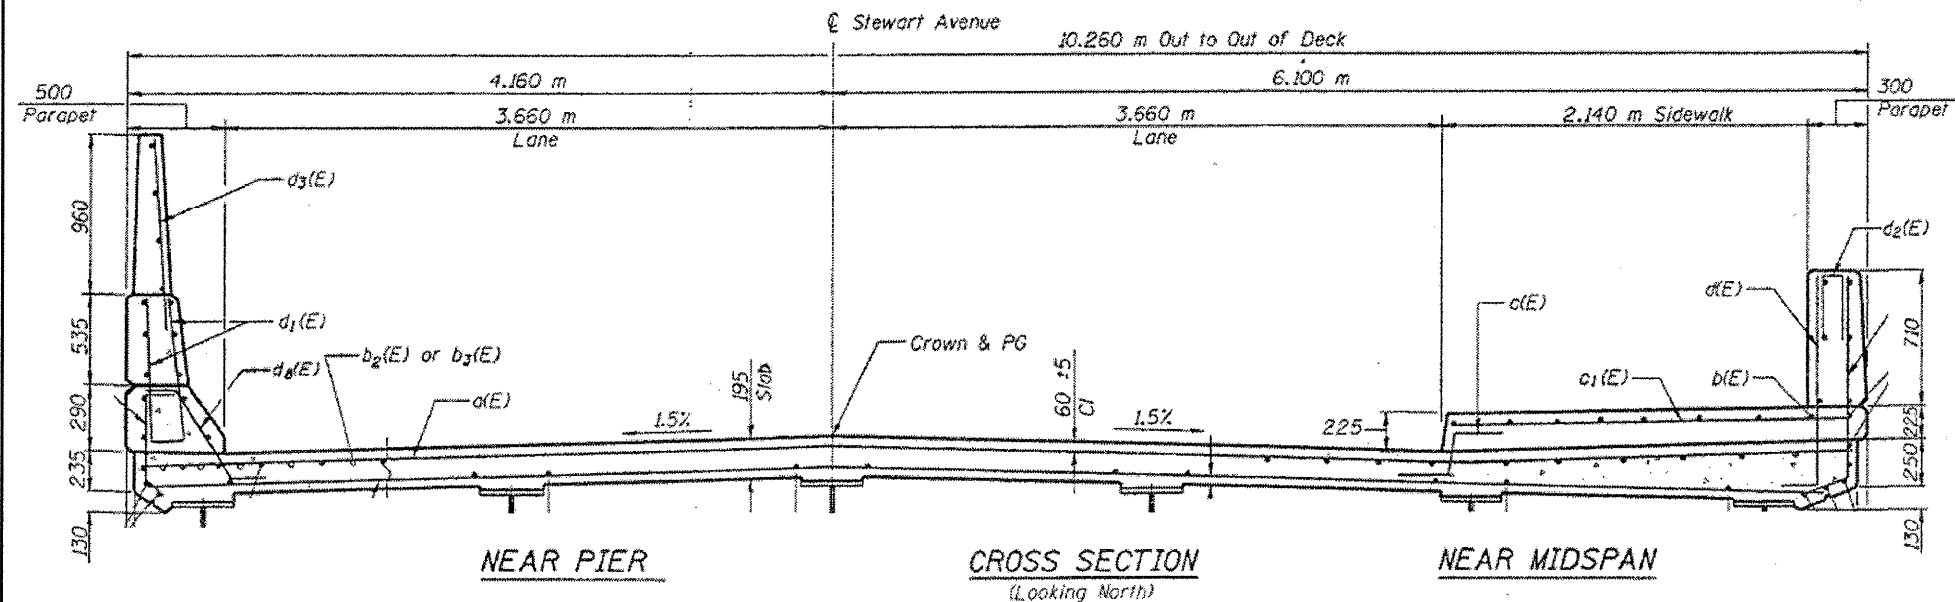 ℄ Stewart Avenue
10.260 m Out to Out of Deck
4.160 m
6.100 m
500
Parapet
3.660 m
Lane
3.660 m
Lane
2.140 m Sidewalk
300
Parapet
d3(E)
960
d2(E)
c(E)
d(E)
710
535
d1(E)
b2(E) or b3(E)
Crown & PG
d8(E)
195
Slab
60 ±5
Cl
c1(E)
b(E)
a(E)
290
1.5%
1.5%
225
225
235
250
130
130
NEAR PIER
CROSS SECTION
(Looking North)
NEAR MIDSPAN